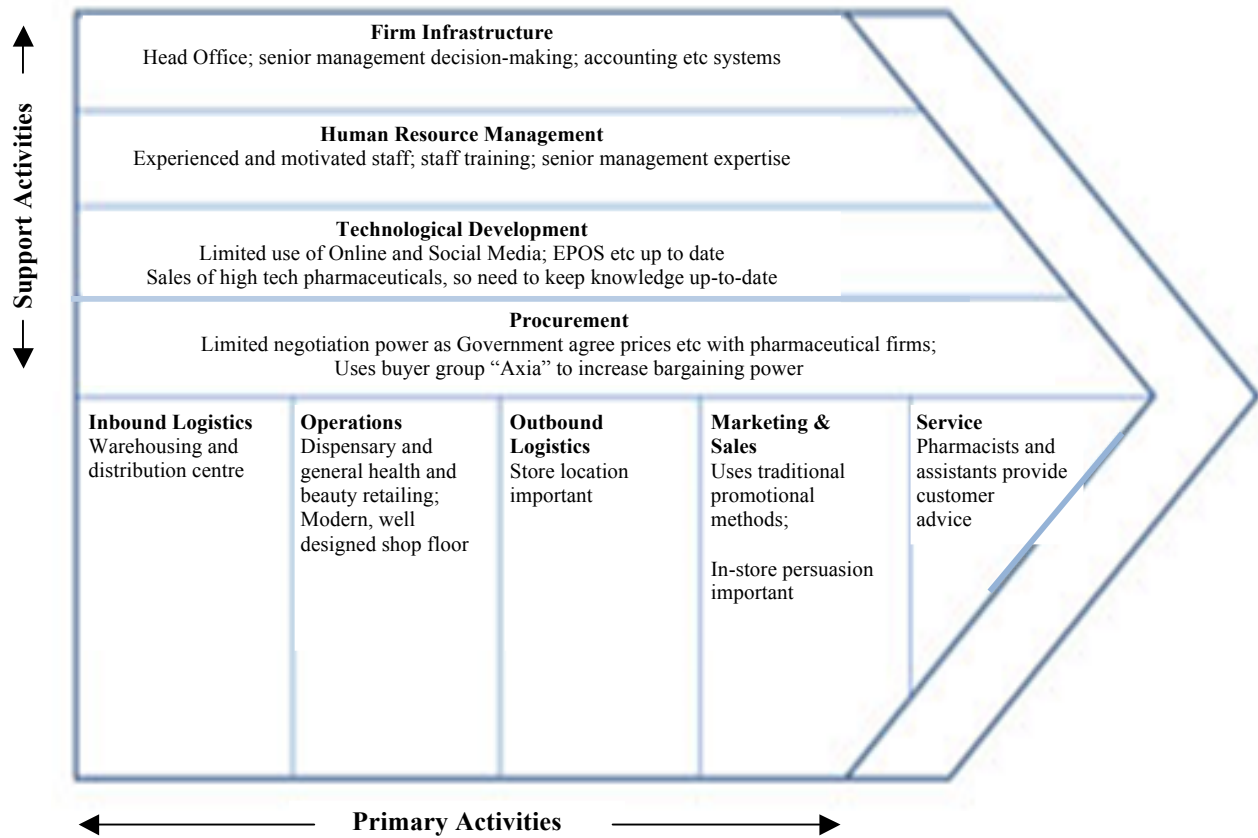 Support Activities
Firm Infrastructure
Head Office; senior management decision-making; accounting etc systems
Human Resource Management
Experienced and motivated staff; staff training; senior management expertise
Technological Development
Limited use of Online and Social Media; EPOS etc up to date
Sales of high tech pharmaceuticals, so need to keep knowledge up-to-date
Procurement
Limited negotiation power as Government agree prices etc with pharmaceutical firms;
Uses buyer group “Axia” to increase bargaining power
Inbound Logistics
Warehousing and
distribution centre
Operations
Dispensary and
general health and
beauty retailing;
Modern, well
designed shop floor
Outbound
Logistics
Store location
important
Marketing &
Sales
Uses traditional
promotional
methods;
In-store persuasion
important
Service
Pharmacists and
assistants provide
customer
advice
Primary Activities